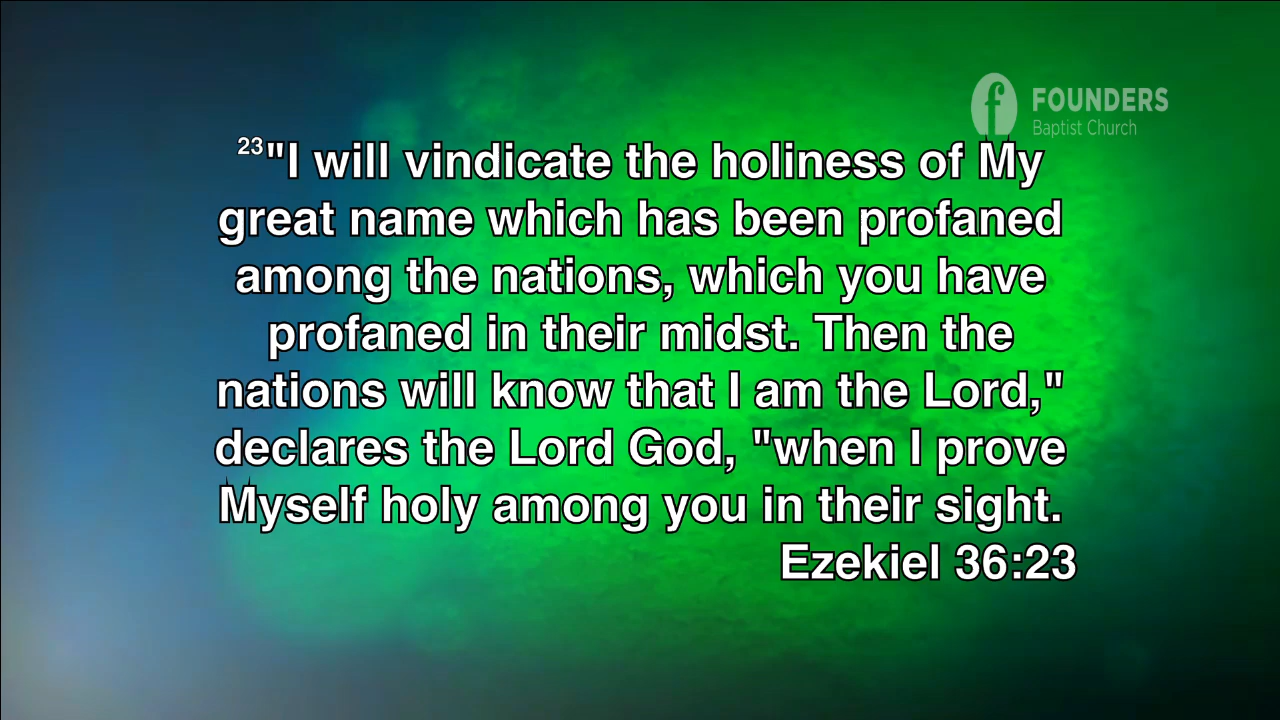 FOUNDERS
Baptist Church
23"I will vindicate the holiness of My
great name which has been profaned
among the nations, which you have
profaned in their midst. Then the
nations will know that I am the Lord,"
declares the Lord God, "when I prove
Myself holy among you in their sight.
Ezekiel 36:23